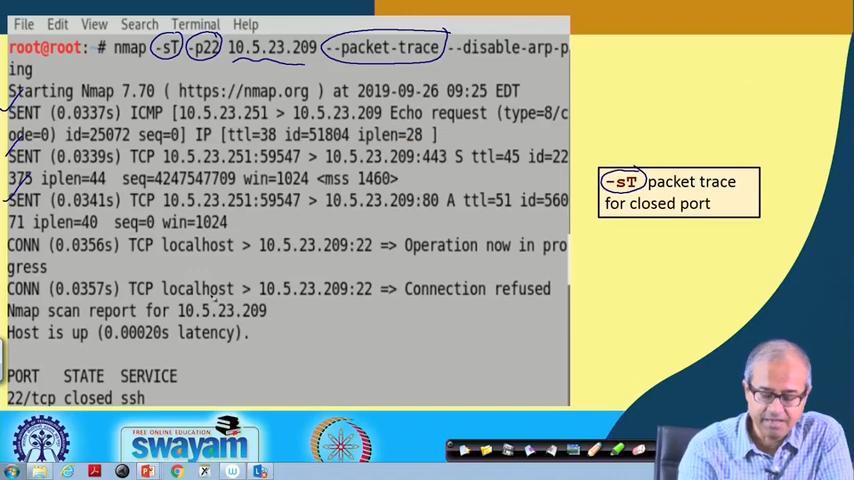 File Edit View Search Terminal Help
root@root:~# nmap -sT -p22 10.5.23.209 --packet-trace --disable-arp-p
ing
Starting Nmap 7.70 ( https://nmap.org ) at 2019-09-26 09:25 EDT
SENT (0.0337s) ICMP [10.5.23.251 > 10.5.23.209 Echo request (type=8/c
ode=0) id=25072 seq=0] IP [ttl=38 id=51804 iplen=28 ]
SENT (0.0339s) TCP 10.5.23.251:59547 > 10.5.23.209:443 S ttl=45 id=22
375 iplen=44 seq=4247547709 win=1024 <mss 1460>
SENT (0.0341s) TCP 10.5.23.251:59547 > 10.5.23.209:80 A ttl=51 id=560
71 iplen=40 seq=0 win=1024
CONN (0.0356s) TCP localhost > 10.5.23.209:22 => Operation now in pro
gress
CONN (0.0357s) TCP localhost > 10.5.23.209:22 => Connection refused
Nmap scan report for 10.5.23.209
Host is up (0.00020s latency).
PORT STATE SERVICE
22/tcp closed ssh
-sT packet trace
for closed port
FREE ONLINE EDUCATION
swayam